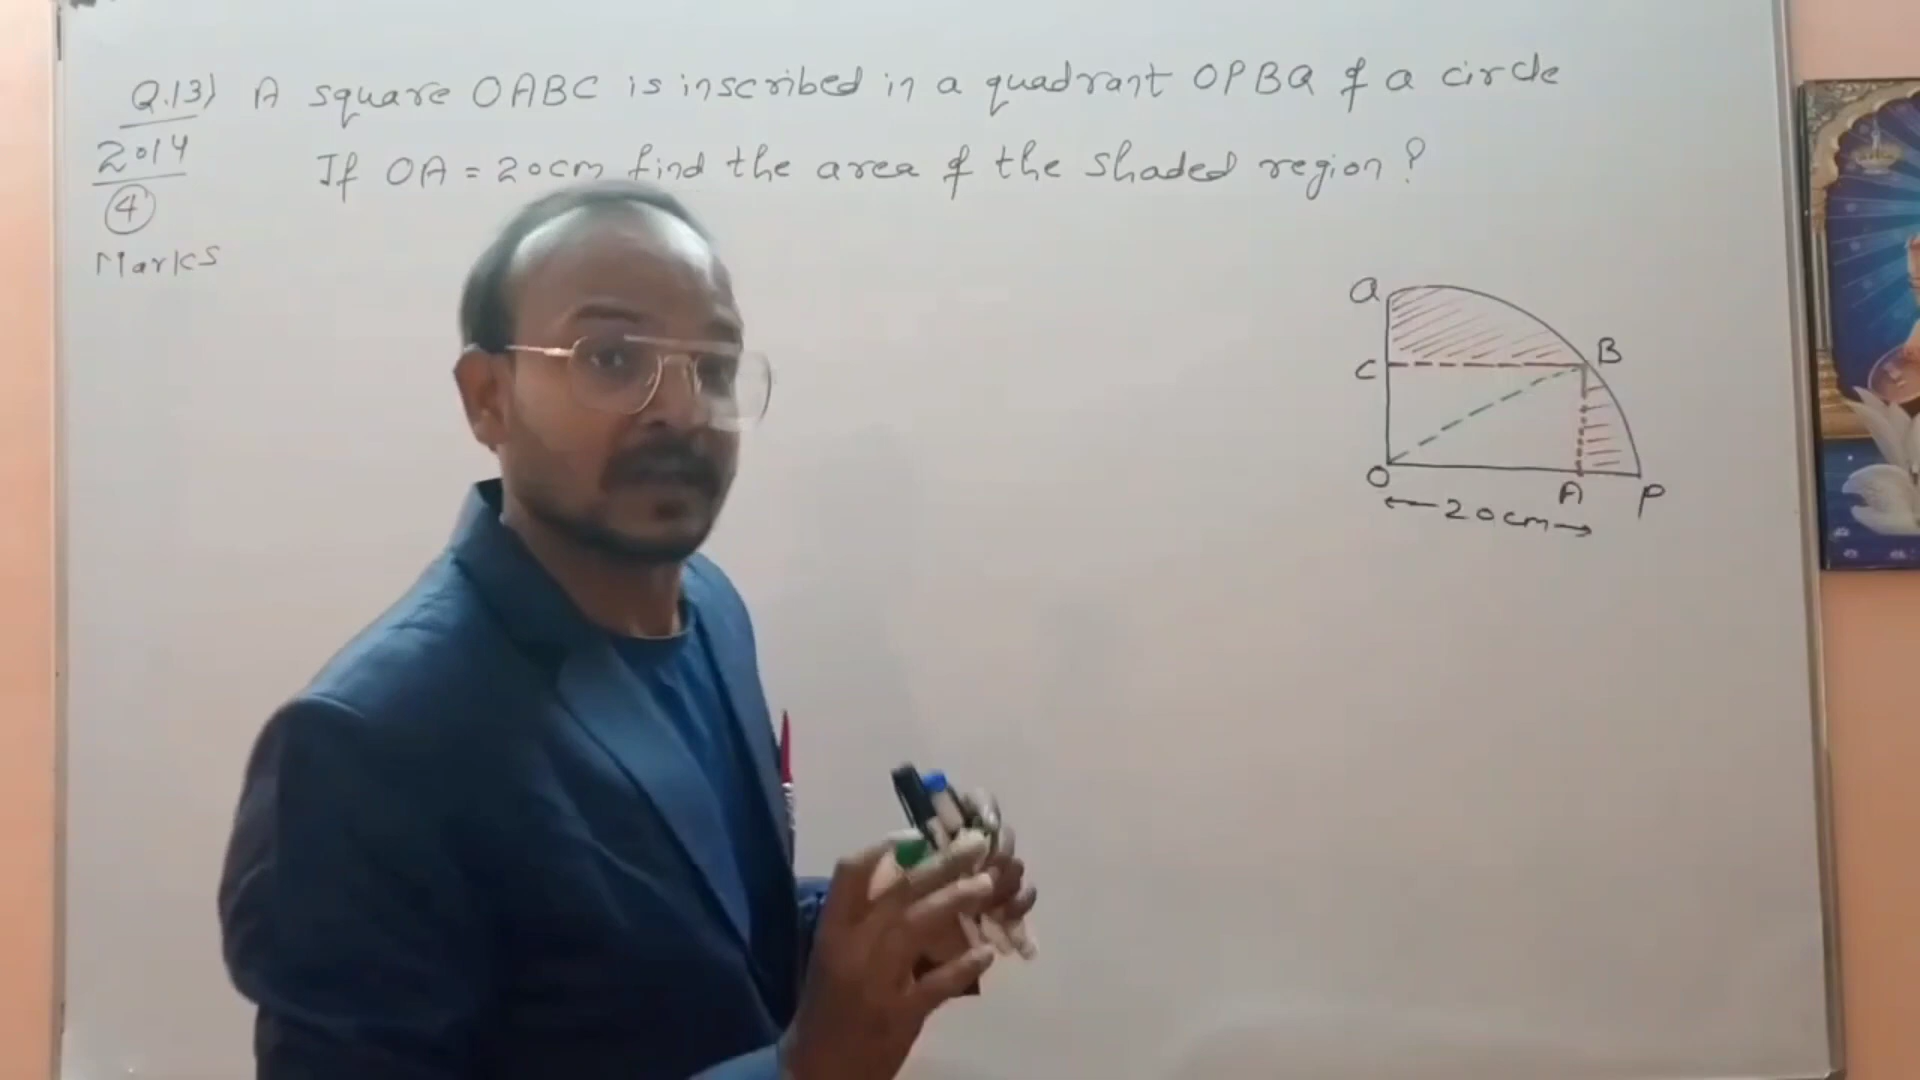 Q.13) A square OABC is inscribed in a quadrant OPBQ of a circle
2014 If OA = 20cm find the area of the shaded region ?
4
Marks
Q
B
C
O
A
P
20cm